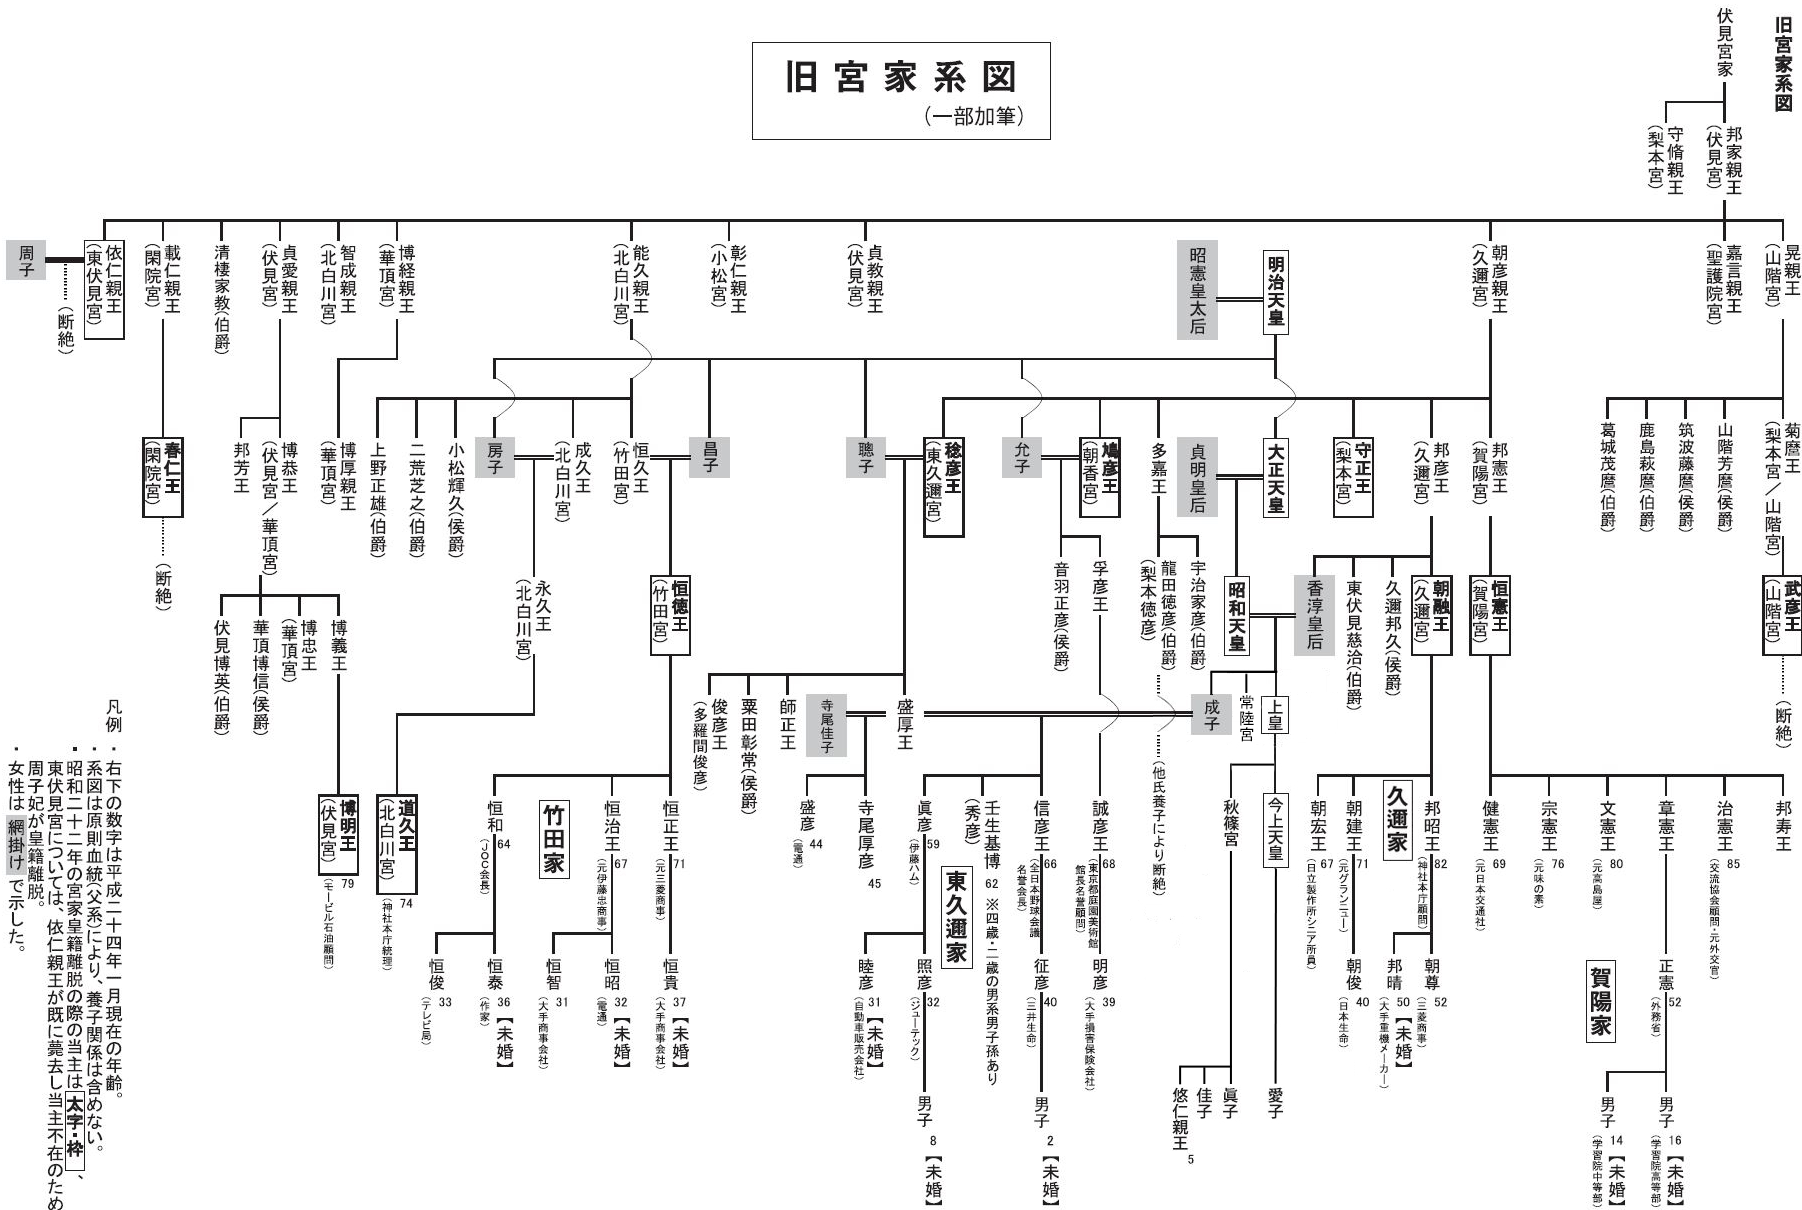 旧宮家系図
（一部加筆）
旧宮家系図
伏見宮家
邦家親王
（伏見宮）
守脩親王
（梨本宮）
晃親王
（山階宮）
嘉言親王
（聖護院宮）
朝彦親王
（久邇宮）
明治天皇
昭憲皇太后
貞教親王
（伏見宮）
彰仁親王
（小松宮）
能久親王
（北白川宮）
博経親王
（華頂宮）
智成親王
（北白川宮）
貞愛親王
（伏見宮）
清棲家教（伯爵）
載仁親王
（閑院宮）
依仁親王
（東伏見宮）
周子
（断絶）
菊麿王
（梨本宮／山階宮）
山階芳麿（侯爵）
筑波藤麿（侯爵）
鹿島萩麿（伯爵）
葛城茂麿（伯爵）
邦憲王
（賀陽宮）
邦彦王
（久邇宮）
守正王
（梨本宮）
大正天皇
貞明皇后
多嘉王
鳩彦王
（朝香宮）
允子
稔彦王
（東久邇宮）
聰子
昌子
恒久王
（竹田宮）
成久王
（北白川宮）
房子
小松輝久（侯爵）
二荒芝之（伯爵）
上野正雄（伯爵）
博厚親王
（華頂宮）
博恭王
（伏見宮／華頂宮）
邦芳王
春仁王
（閑院宮）
（断絶）
武彦王
（山階宮）
（断絶）
恒憲王
（賀陽宮）
朝融王
（久邇宮）
久邇邦久（侯爵）
東伏見慈洽（伯爵）
香淳皇后
昭和天皇
宇治家彦（伯爵）
龍田徳彦（伯爵）
（梨本徳彦）
孚彦王
音羽正彦（侯爵）
恒徳王
（竹田宮）
永久王
（北白川宮）
博義王
博忠王
（華頂宮）
華頂博信（侯爵）
伏見博英（伯爵）
上皇
常陸宮
成子
（他氏養子により断絶）
盛厚王
寺尾佳子
師正王
粟田彰常（侯爵）
俊彦王
（多羅間俊彦）
邦寿王
治憲王
85
（交流協会顧問・元外交官）
章憲王
文憲王
80
（元高島屋）
宗憲王
76
（元味の素）
健憲王
69
（元日本交通社）
邦昭王
82
（神社本庁顧問）
久邇家
朝建王
71
（元グランニュー）
朝宏王
67
（日立製作所シニア所員）
今上天皇
秋篠宮
誠彦王
68
（東京都庭園美術館
館長名誉顧問）
信彦王
66
（全日本野球会議
名誉会長）
壬生基博
（秀彦）
62
※四歳・二歳の男系男子孫あり
眞彦
59
（伊藤ハム）
東久邇家
寺尾厚彦
45
盛彦
44
（電通）
恒正王
71
（元三菱商事）
恒治王
67
（元伊藤忠商事）
竹田家
恒和
64
（JOC会長）
道久王
（北白川宮）
74
（神社本庁統理）
博明王
（伏見宮）
79
（モービル石油顧問）
正憲
52
（外務省）
賀陽家
朝尊
52
（三菱商事）
邦晴
50
【未婚】
（大手重機メーカー）
朝俊
40
（日本生命）
明彦
39
（大手損害保険会社）
征彦
40
（三井生命）
照彦
32
（ジューテック）
睦彦
31
【未婚】
（自動車販売会社）
恒貴
37
【未婚】
（大手商事会社）
恒昭
32
【未婚】
（電通）
恒智
31
（大手商事会社）
恒泰
36
【未婚】
（作家）
恒俊
33
（テレビ局）
男子
16
【未婚】
（学習院高等部）
男子
14
【未婚】
（学習院中等部）
愛子
眞子
佳子
悠仁親王
5
男子
2
【未婚】
男子
8
【未婚】
凡例
・右下の数字は平成二十四年一月現在の年齢。
・系図は原則血統（父系）により、養子関係は含めない。
・昭和二十二年の宮家皇籍離脱の際の当主は太字・枠、
東伏見宮については、依仁親王が既に薨去し当主不在のため
周子妃が皇籍離脱。
・女性は網掛けで示した。